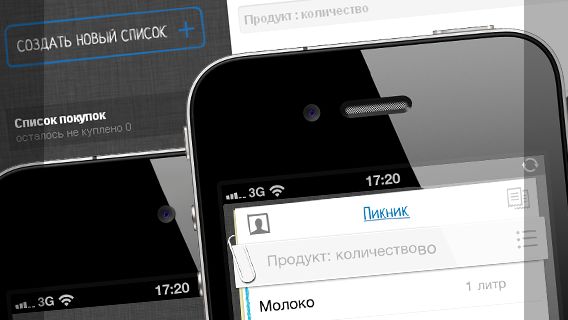 Продукт : количество
СОЗДАТЬ НОВЫЙ СПИСОК +
Список покупок
осталось не куплено 0
3G 17:20
Пикник
Продукт: количествово
Молоко 1 литр
3G 17:20